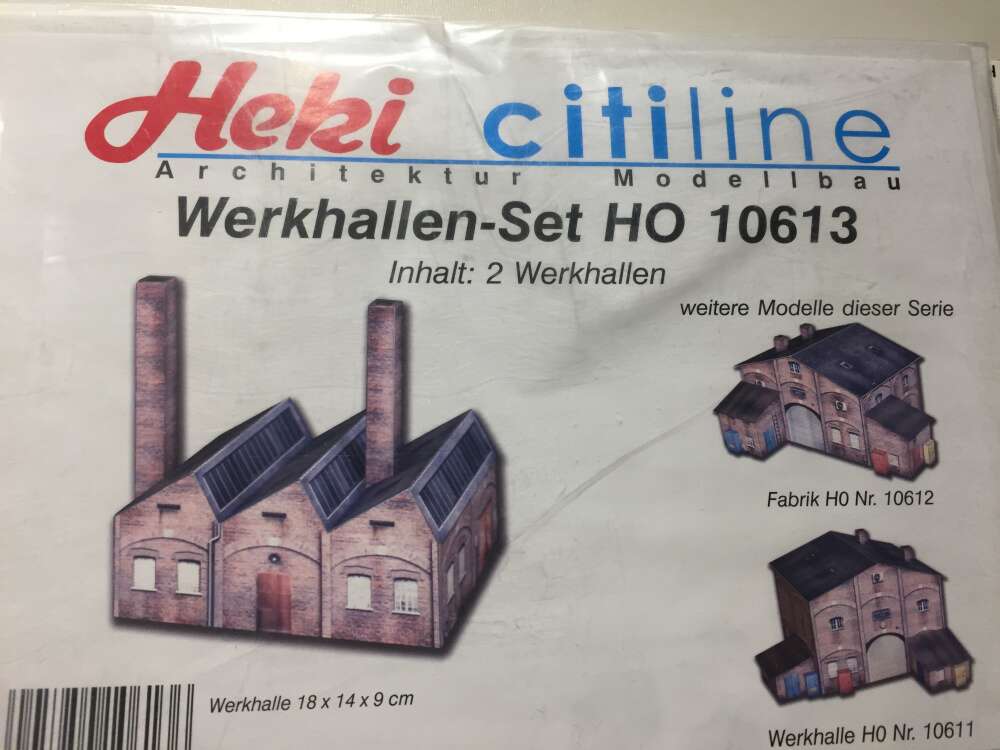 Heki citiline
Architektur Modellbau
Werkhallen-Set HO 10613
Inhalt: 2 Werkhallen
weitere Modelle dieser Serie
Fabrik H0 Nr. 10612
Werkhalle 18 x 14 x 9 cm
Werkhalle H0 Nr. 10611